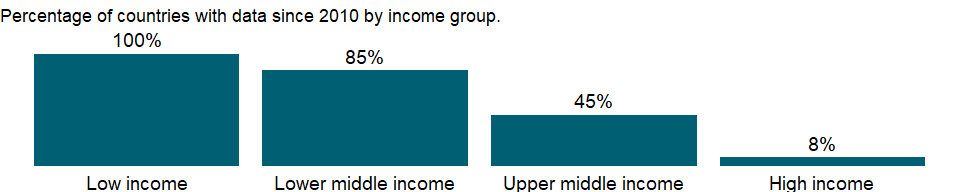 Percentage of countries with data since 2010 by income group.
100%
85%
45%
8%
Low income
Lower middle income
Upper middle income
High income